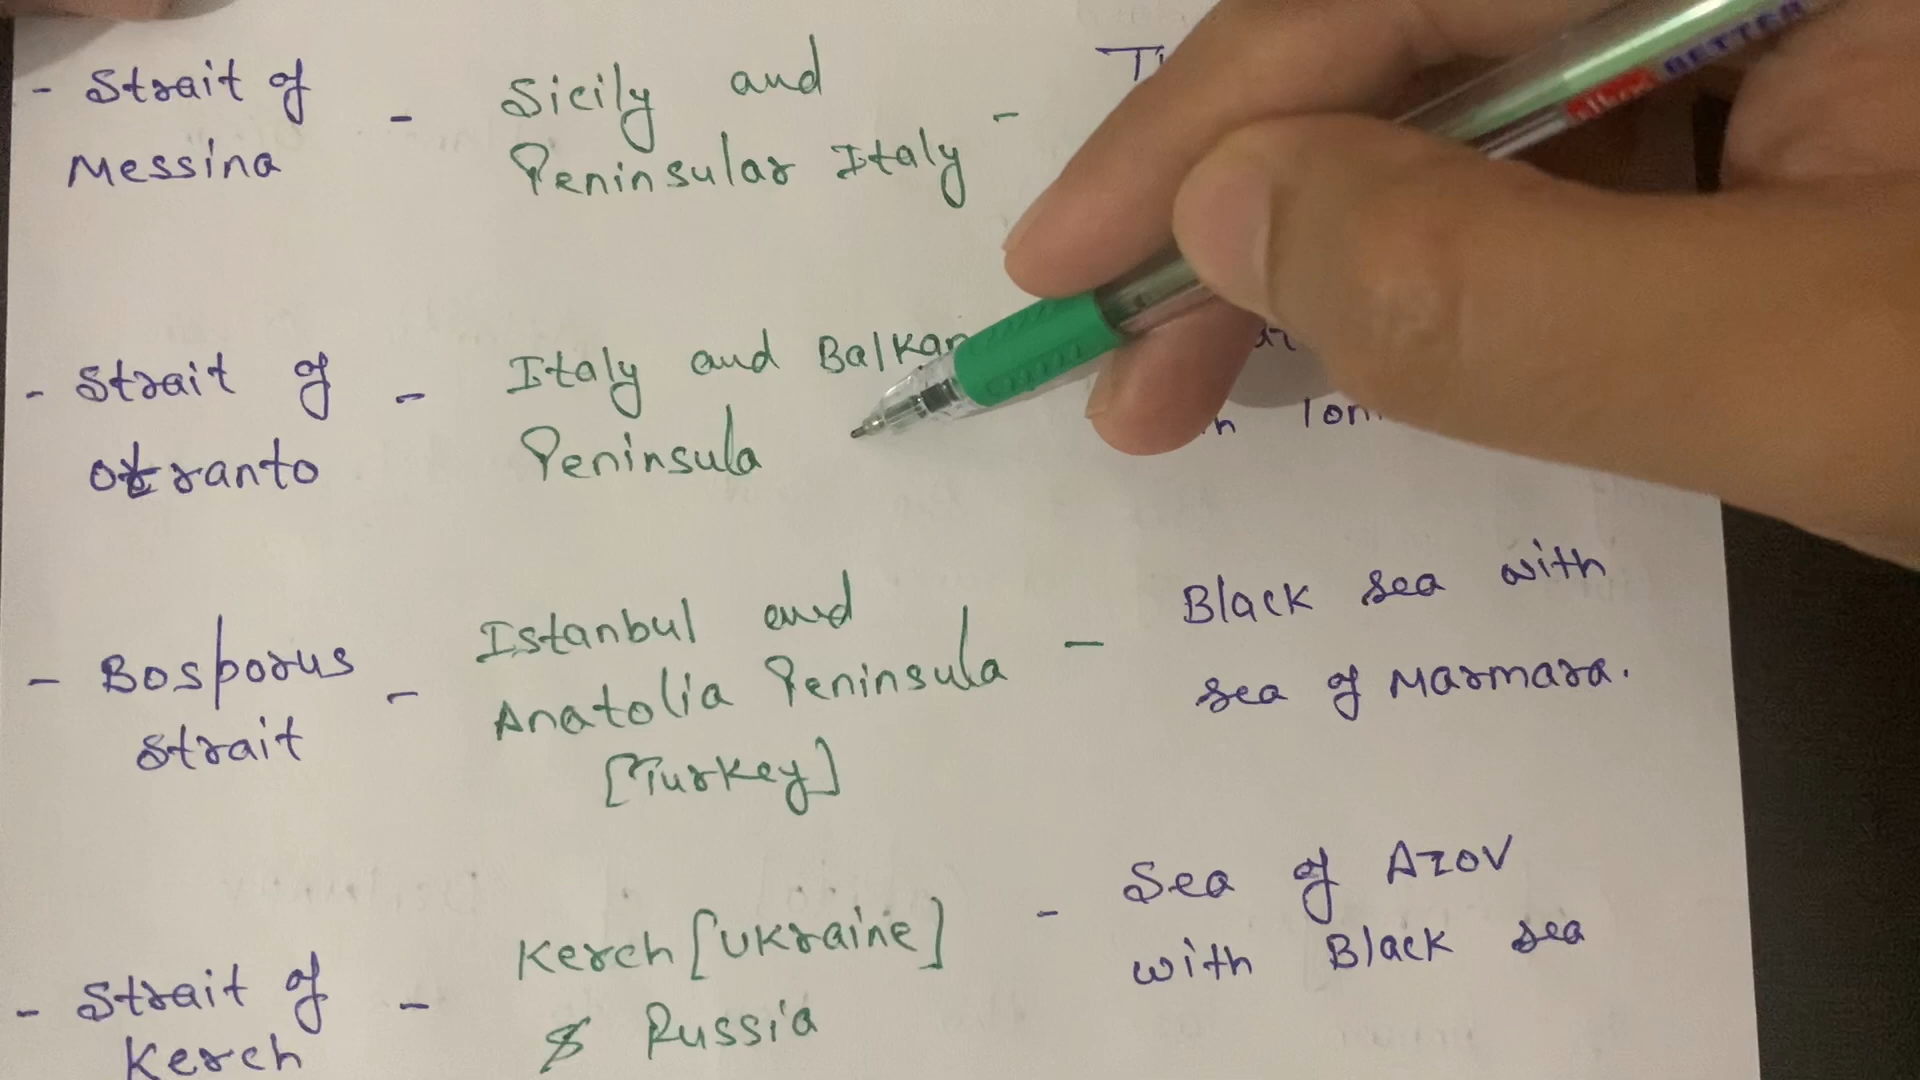 - Strait of
Messina
- Sicily and
Peninsular Italy
-
- Strait of
Otranto
- Italy and Balkan
Peninsula
- Bosporus
Strait
- Istanbul and
Anatolia Peninsula
[Turkey]
- Black Sea with
Sea of Marmara.
- Strait of
Kerch
- Kerch [Ukraine]
& Russia
- Sea of Azov
with Black Sea
BETTER